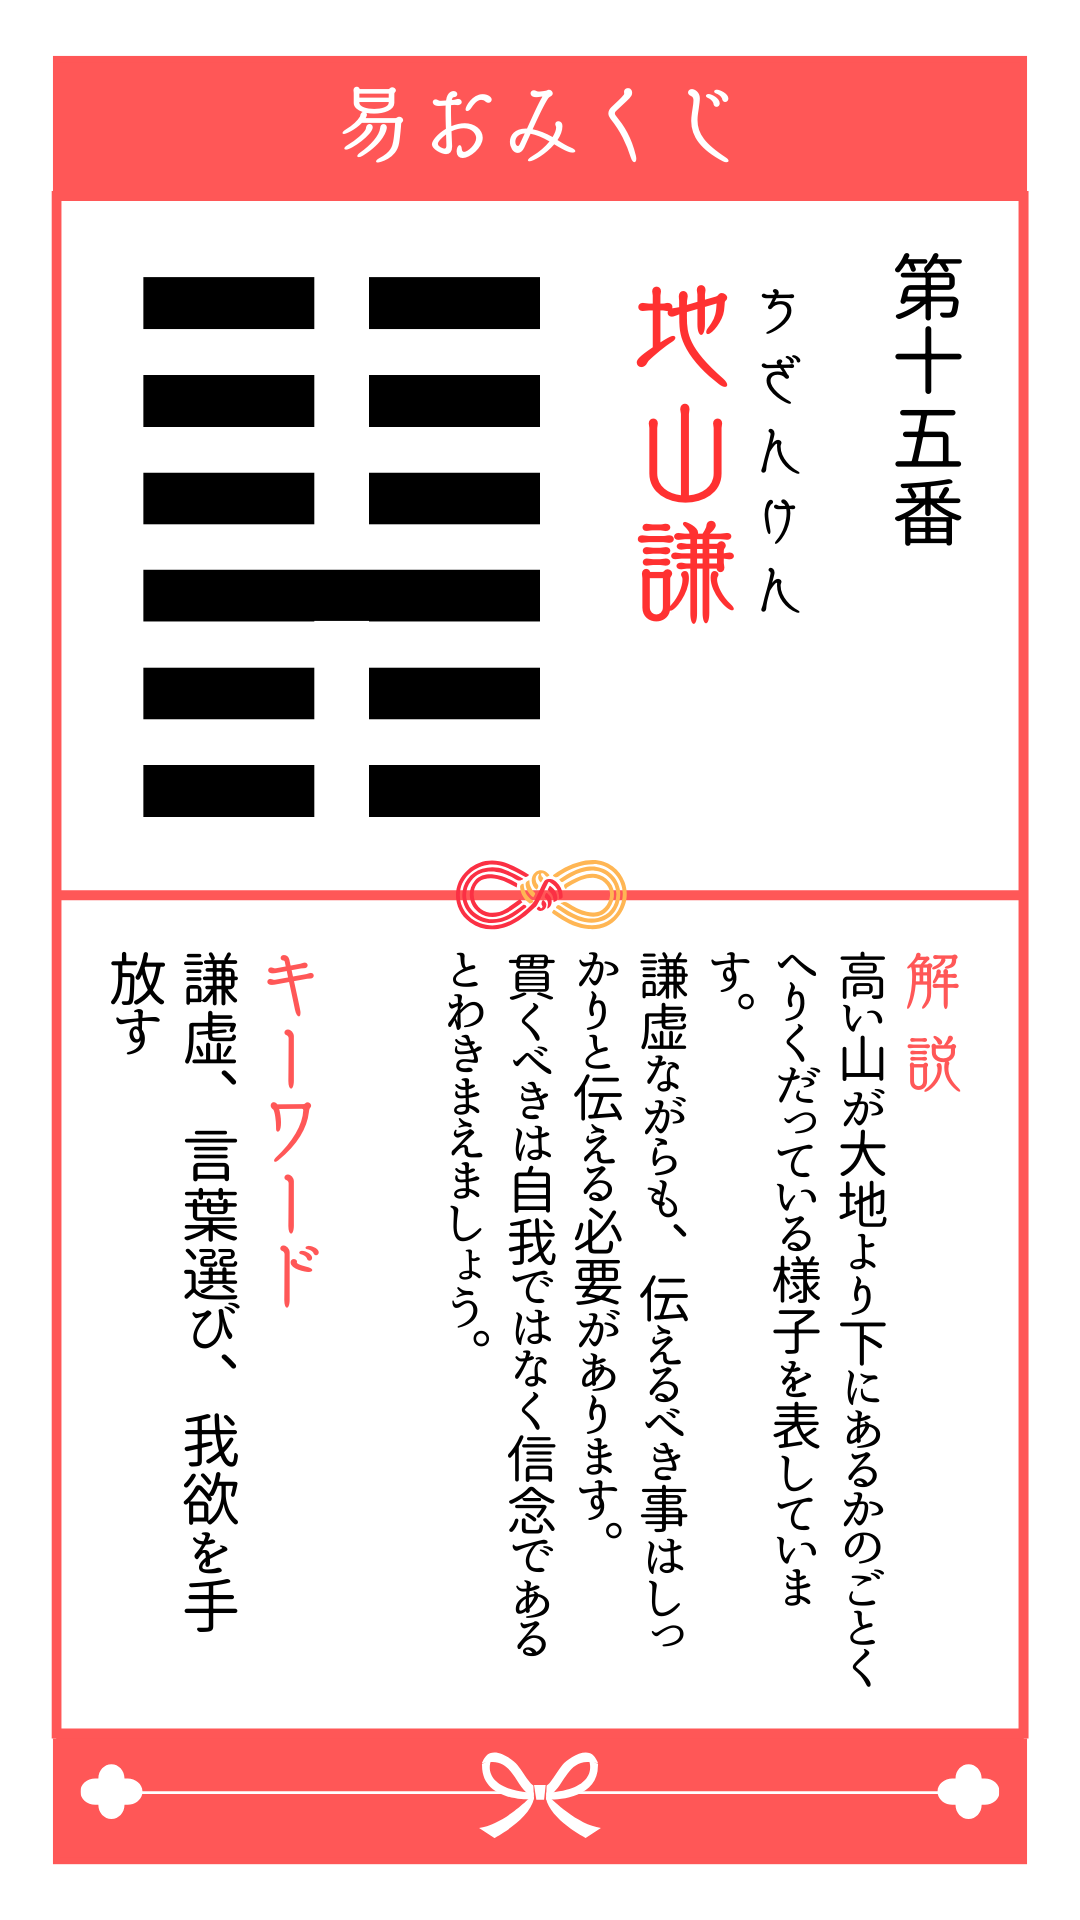 易おみくじ
第十五番
ちざんけん
地山謙
解説
高い山が大地より下にあるかのごとく
へりくだっている様子を表していま
す。
謙虚ながらも、伝えるべき事はしっ
かりと伝える必要があります。
貫くべきは自我ではなく信念である
とわきまえましょう。
キーワード
謙虚、言葉選び、我欲を手
放す